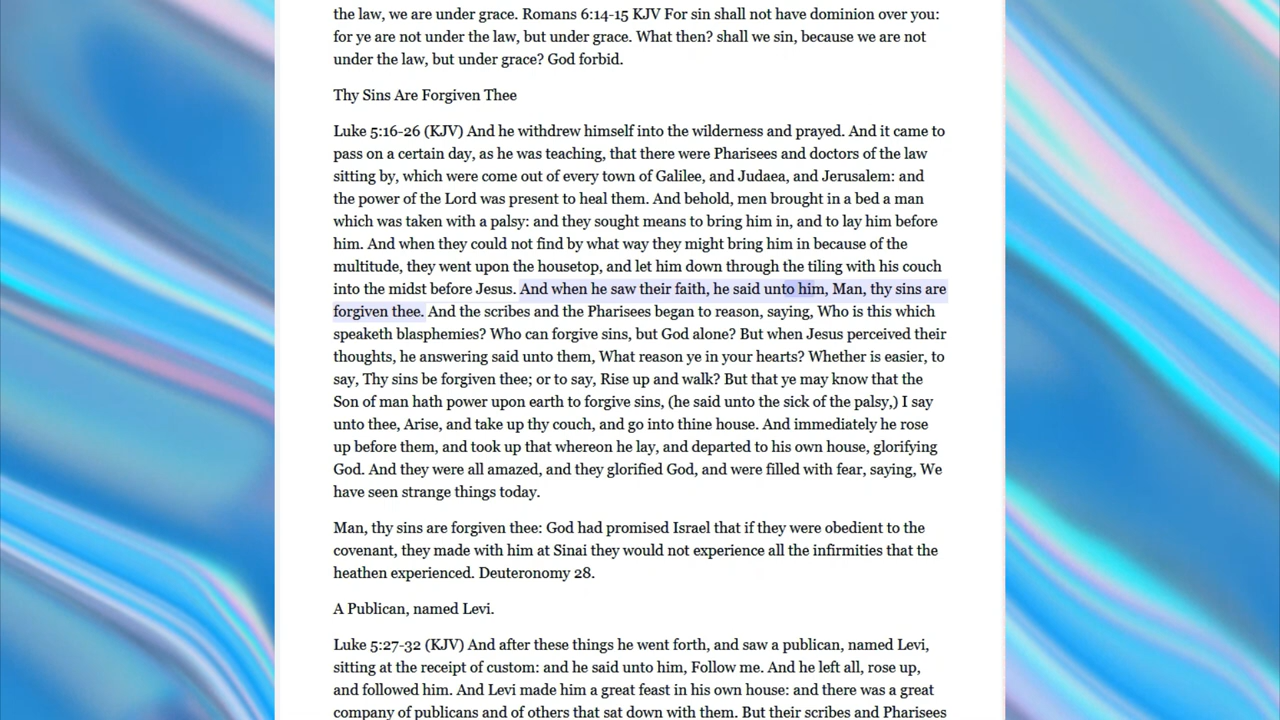 the law, we are under grace. Romans 6:14-15 KJV For sin shall not have dominion over you:
for ye are not under the law, but under grace. What then? shall we sin, because we are not
under the law, but under grace? God forbid.
Thy Sins Are Forgiven Thee
Luke 5:16-26 (KJV) And he withdrew himself into the wilderness and prayed. And it came to
pass on a certain day, as he was teaching, that there were Pharisees and doctors of the law
sitting by, which were come out of every town of Galilee, and Judaea, and Jerusalem: and
the power of the Lord was present to heal them. And behold, men brought in a bed a man
which was taken with a palsy: and they sought means to bring him in, and to lay him before
him. And when they could not find by what way they might bring him in because of the
multitude, they went upon the housetop, and let him down through the tiling with his couch
into the midst before Jesus. And when he saw their faith, he said unto him, Man, thy sins are
forgiven thee. And the scribes and the Pharisees began to reason, saying, Who is this which
speaketh blasphemies? Who can forgive sins, but God alone? But when Jesus perceived their
thoughts, he answering said unto them, What reason ye in your hearts? Whether is easier, to
say, Thy sins be forgiven thee; or to say, Rise up and walk? But that ye may know that the
Son of man hath power upon earth to forgive sins, (he said unto the sick of the palsy,) I say
unto thee, Arise, and take up thy couch, and go into thine house. And immediately he rose
up before them, and took up that whereon he lay, and departed to his own house, glorifying
God. And they were all amazed, and they glorified God, and were filled with fear, saying, We
have seen strange things today.
Man, thy sins are forgiven thee: God had promised Israel that if they were obedient to the
covenant, they made with him at Sinai they would not experience all the infirmities that the
heathen experienced. Deuteronomy 28.
A Publican, named Levi.
Luke 5:27-32 (KJV) And after these things he went forth, and saw a publican, named Levi,
sitting at the receipt of custom: and he said unto him, Follow me. And he left all, rose up,
and followed him. And Levi made him a great feast in his own house: and there was a great
company of publicans and of others that sat down with them. But their scribes and Pharisees